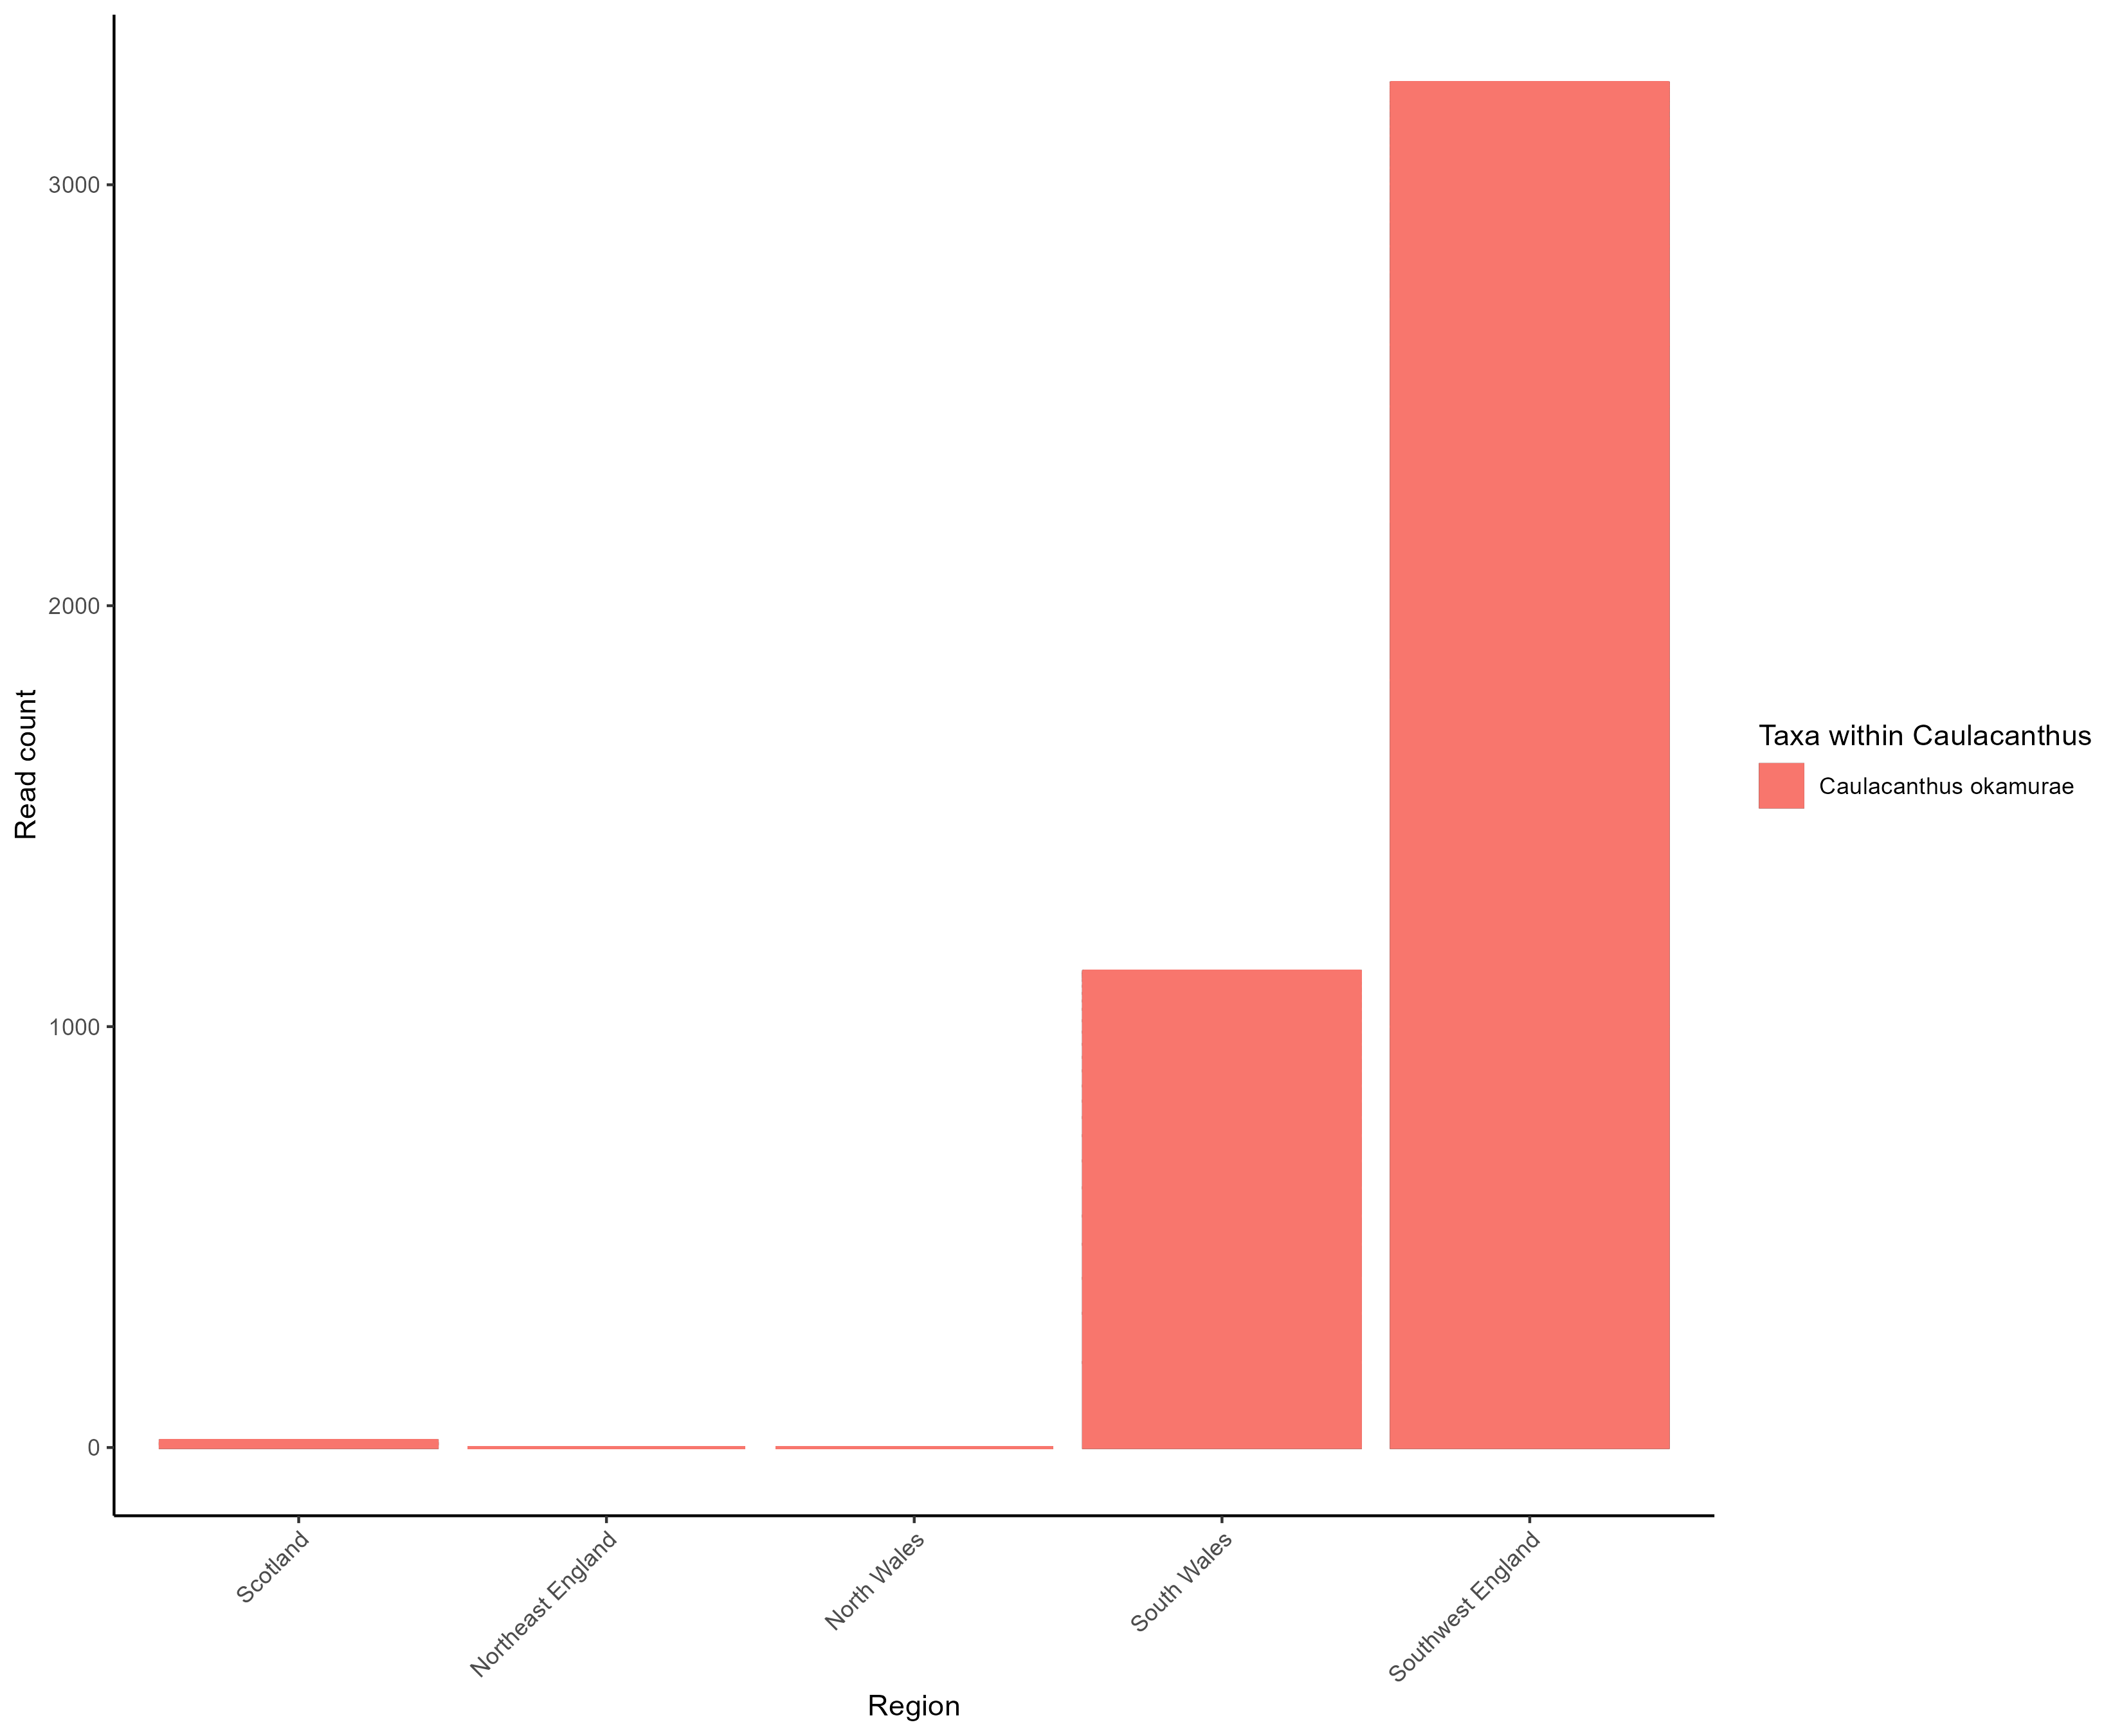 Read count
3000
2000
1000
0
Scotland
Northeast England
North Wales
South Wales
Southwest England
Region
Taxa within Caulacanthus
Caulacanthus okamurae